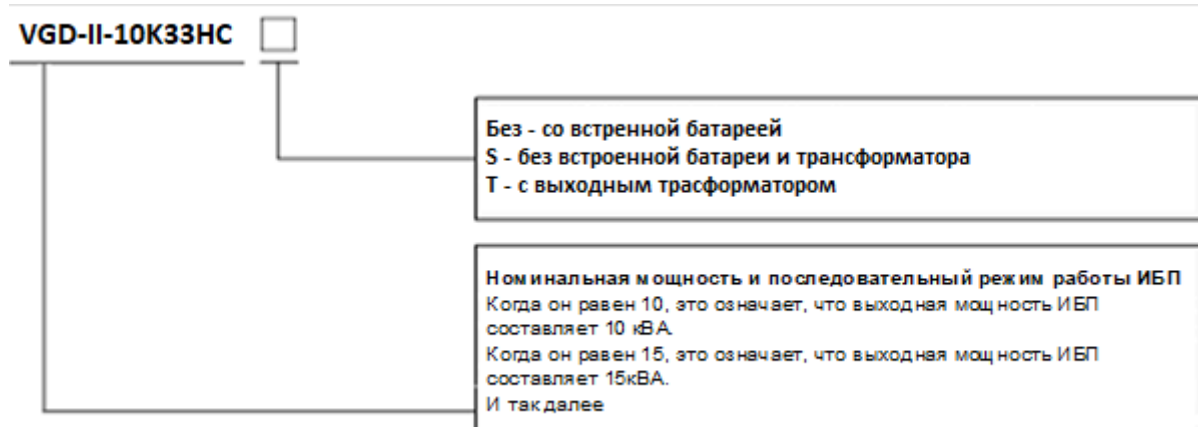 VGD-II-10K33HC
Без - со встренной батареей
S - без встроенной батареи и трансформатора
Т - с выходным трасформатором
Номинальная мощность и последовательный режим работы ИБП
Когда он равен 10, это означает, что выходная мощность ИБП
составляет 10 кВА.
Когда он равен 15, это означает, что выходная мощность ИБП
составляет 15кВА.
И так далее